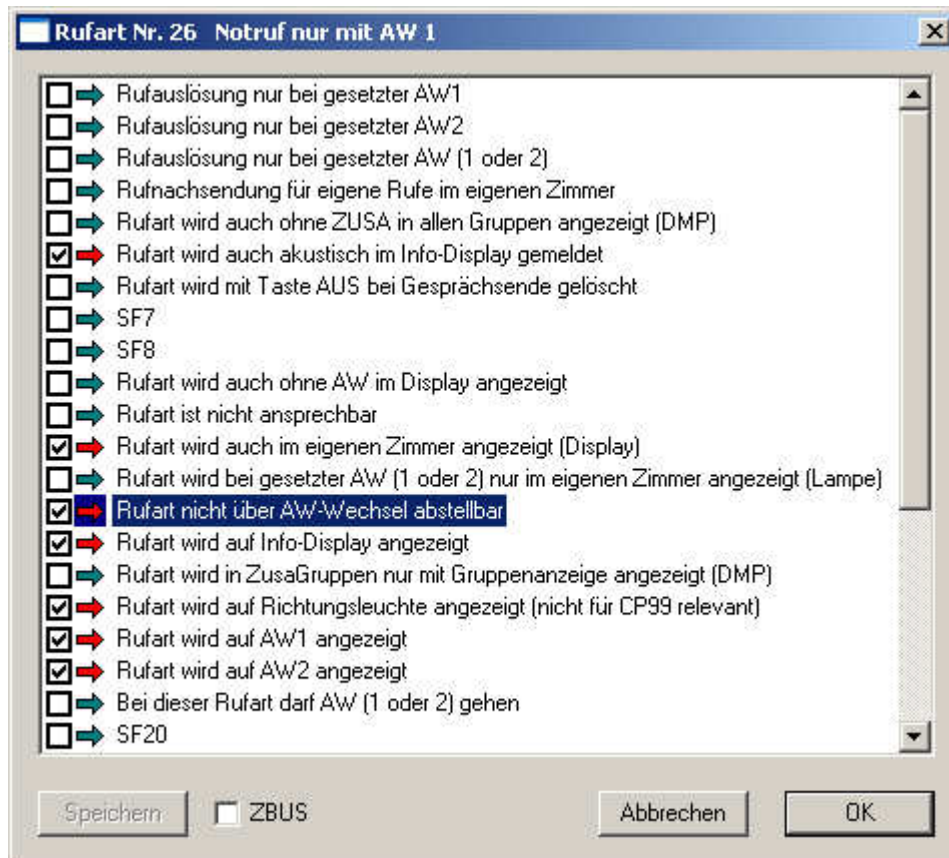 Rufart Nr. 26 Notruf nur mit AW 1
Rufauslösung nur bei gesetzter AW1
Rufauslösung nur bei gesetzter AW2
Rufauslösung nur bei gesetzter AW (1 oder 2)
Rufnachsendung für eigene Rufe im eigenen Zimmer
Rufart wird auch ohne ZUSA in allen Gruppen angezeigt (DMP)
Rufart wird auch akustisch im Info-Display gemeldet
Rufart wird mit Taste AUS bei Gesprächsende gelöscht
SF7
SF8
Rufart wird auch ohne AW im Display angezeigt
Rufart ist nicht ansprechbar
Rufart wird auch im eigenen Zimmer angezeigt (Display)
Rufart wird bei gesetzter AW (1 oder 2) nur im eigenen Zimmer angezeigt (Lampe)
Rufart nicht über AW-Wechsel abstellbar
Rufart wird auf Info-Display angezeigt
Rufart wird in ZusaGruppen nur mit Gruppenanzeige angezeigt (DMP)
Rufart wird auf Richtungsleuchte angezeigt (nicht für CP99 relevant)
Rufart wird auf AW1 angezeigt
Rufart wird auf AW2 angezeigt
Bei dieser Rufart darf AW (1 oder 2) gehen
SF20
Speichern ZBUS Abbrechen OK